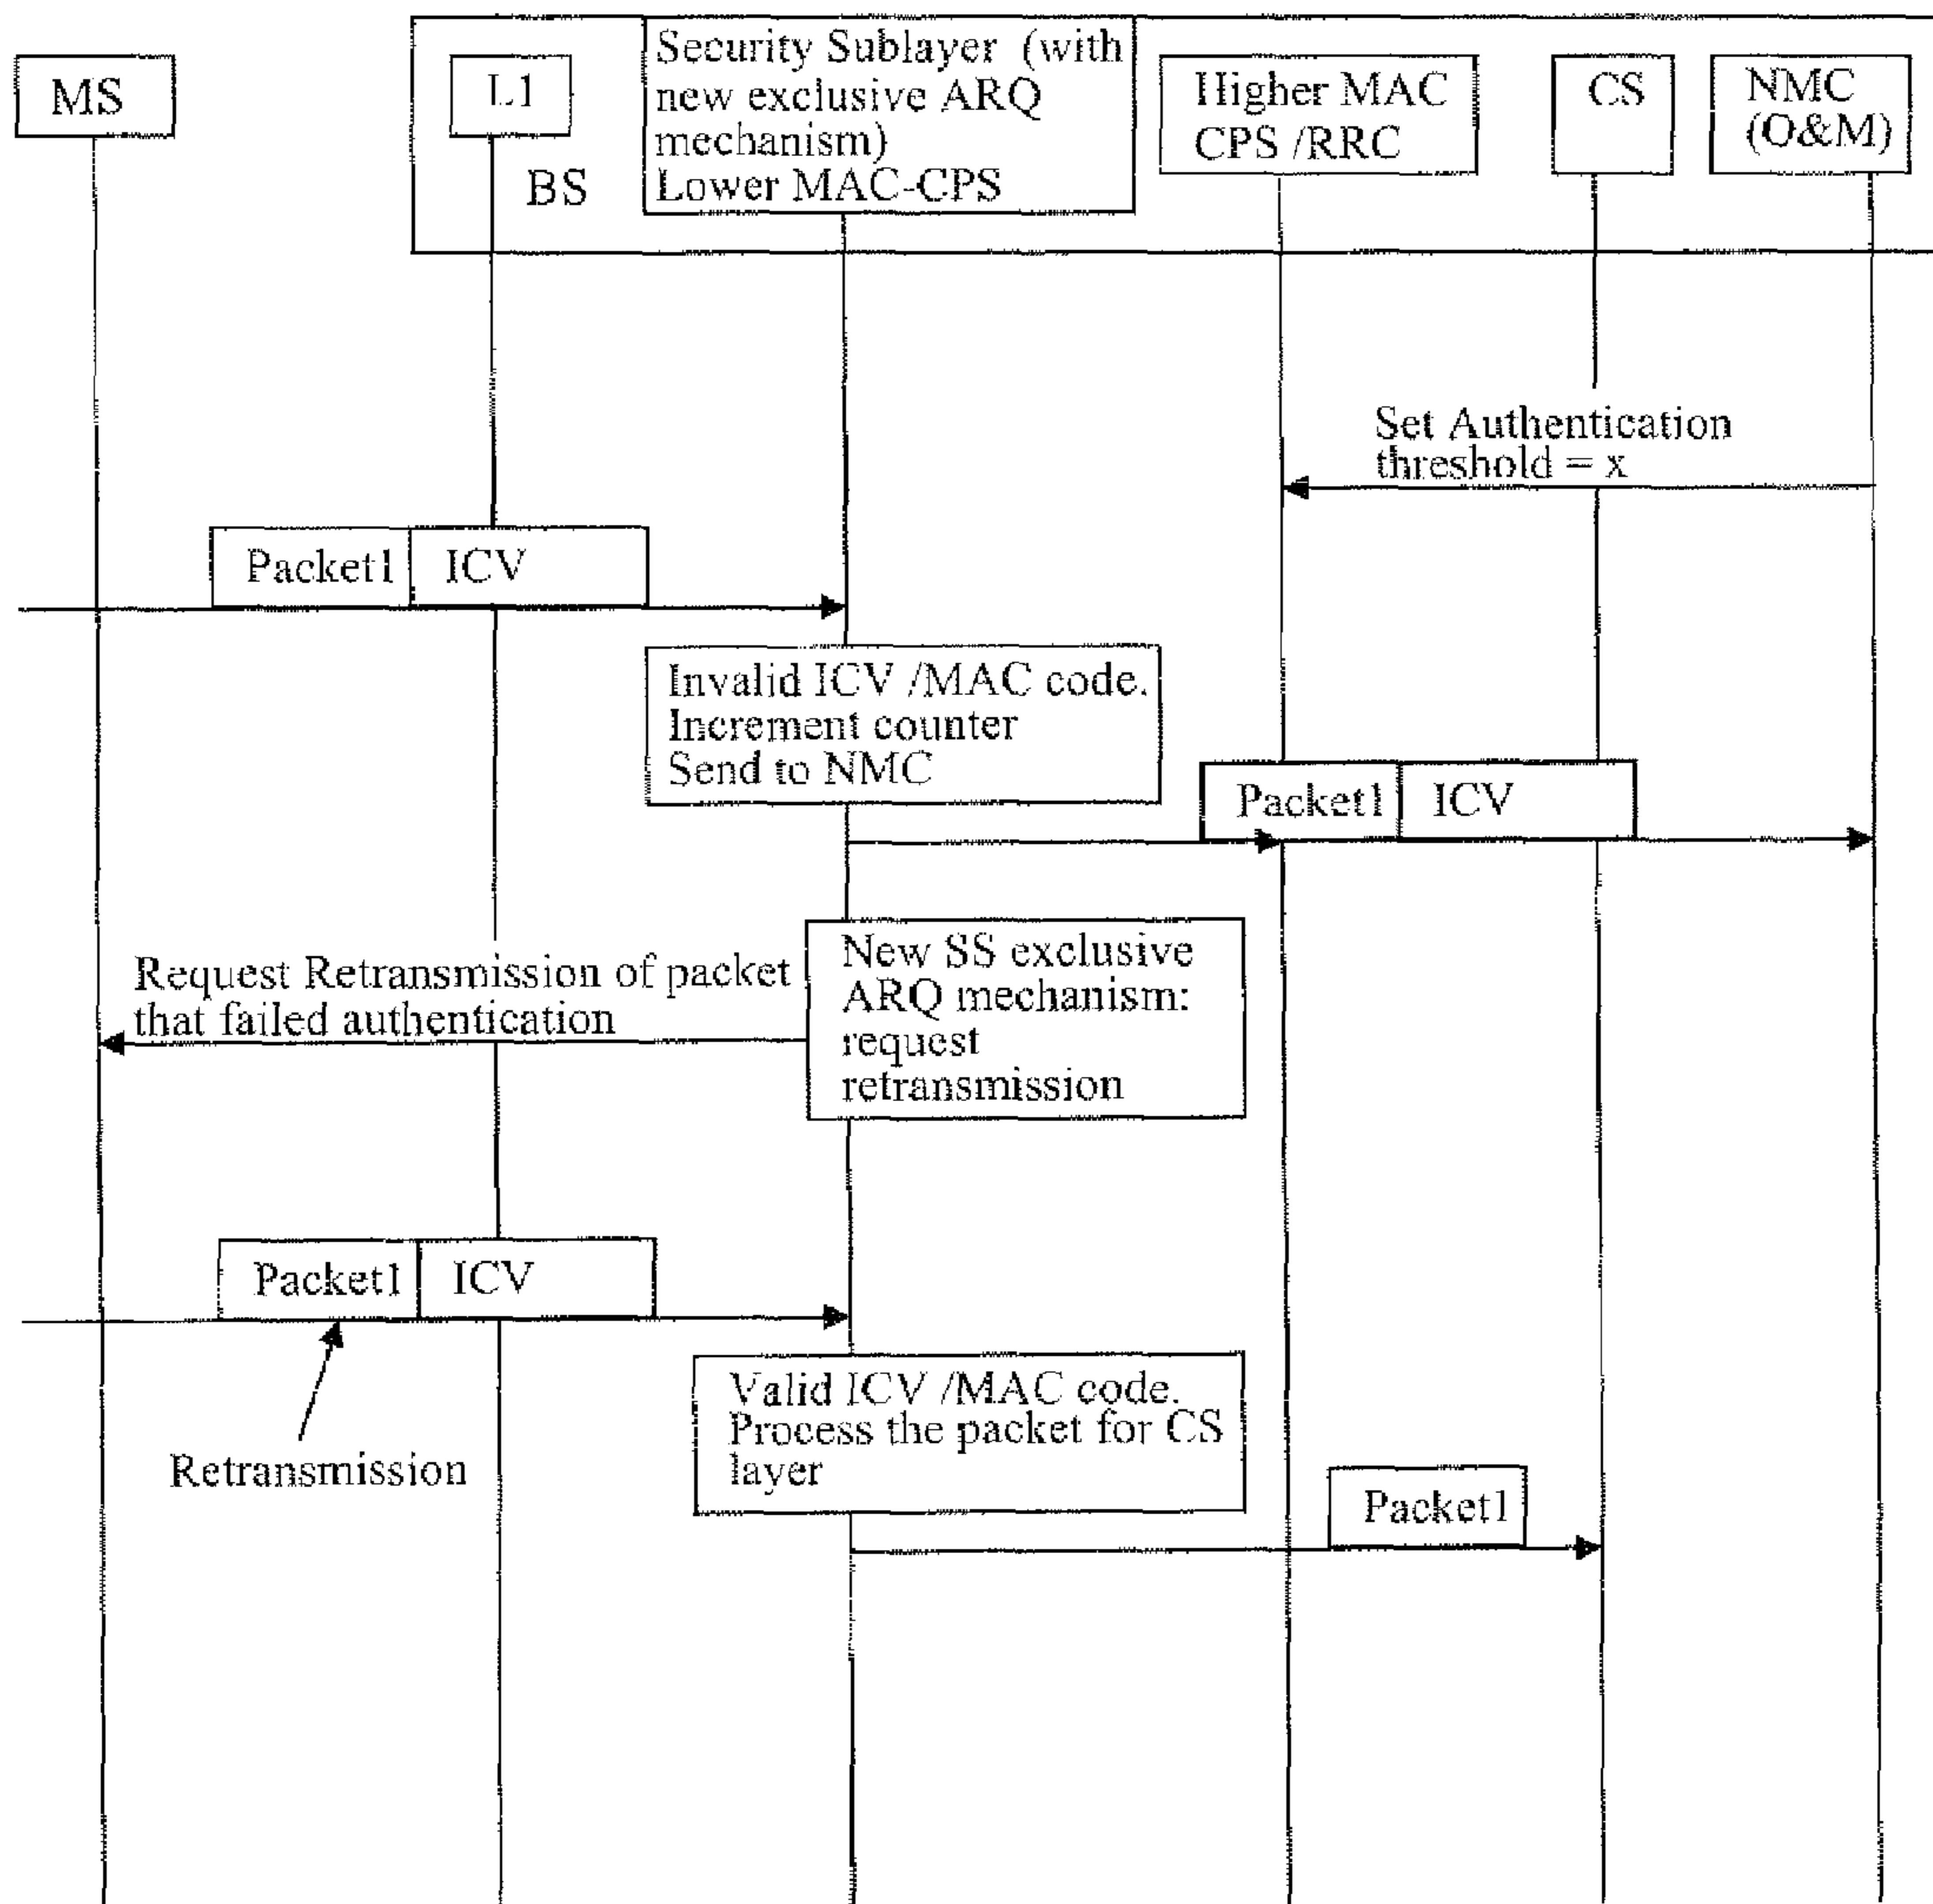 MS
L1
BS
Security Sublayer (with
new exclusive ARQ
mechanism)
Lower MAC-CPS
Higher MAC
CPS /RRC
CS
NMC
(O&M)
Set Authentication
threshold = x
Packet1
ICV
Invalid ICV /MAC code.
Increment counter
Send to NMC
Packet1
ICV
New SS exclusive
ARQ mechanism:
request
retransmission
Request Retransmission of packet
that failed authentication
Packet1
ICV
Retransmission
Valid ICV /MAC code.
Process the packet for CS
layer
Packet1